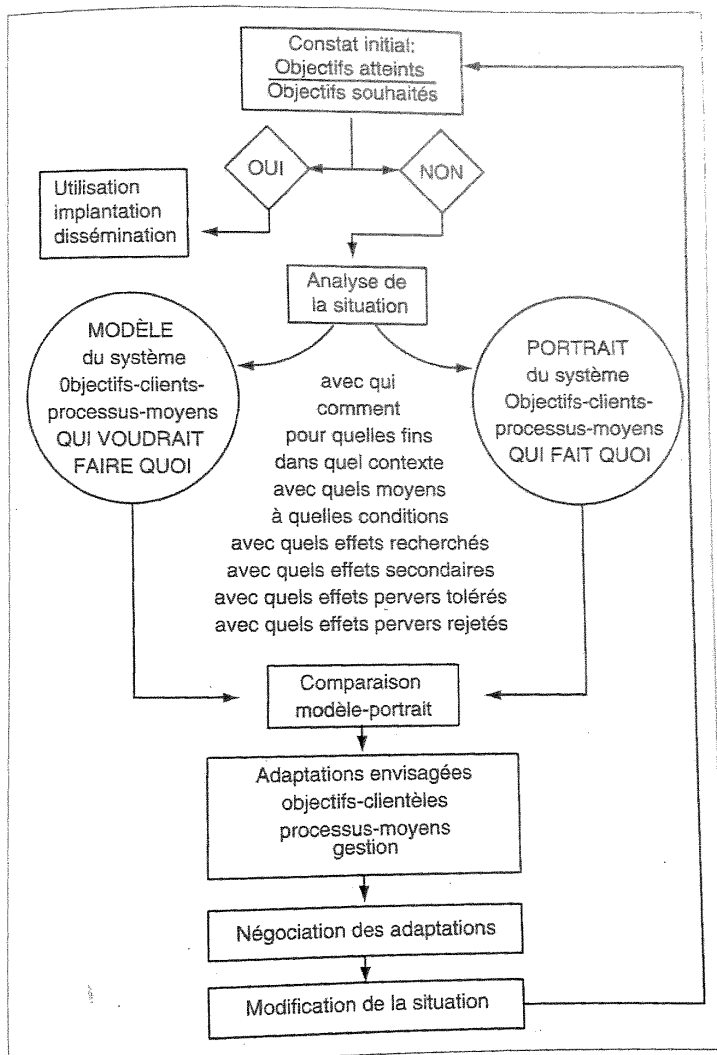 Constat initial:
Objectifs atteints
Objectifs souhaités
OUI
NON
Utilisation
implantation
dissémination
Analyse de
la situation
MODÈLE
du système
Objectifs-clients-
processus-moyens
QUI VOUDRAIT
FAIRE QUOI
PORTRAIT
du système
Objectifs-clients-
processus-moyens
QUI FAIT QUOI
avec qui
comment
pour quelles fins
dans quel contexte
avec quels moyens
à quelles conditions
avec quels effets recherchés
avec quels effets secondaires
avec quels effets pervers tolérés
avec quels effets pervers rejetés
Comparaison
modèle-portrait
Adaptations envisagées
objectifs-clientèles
processus-moyens
gestion
Négociation des adaptations
Modification de la situation